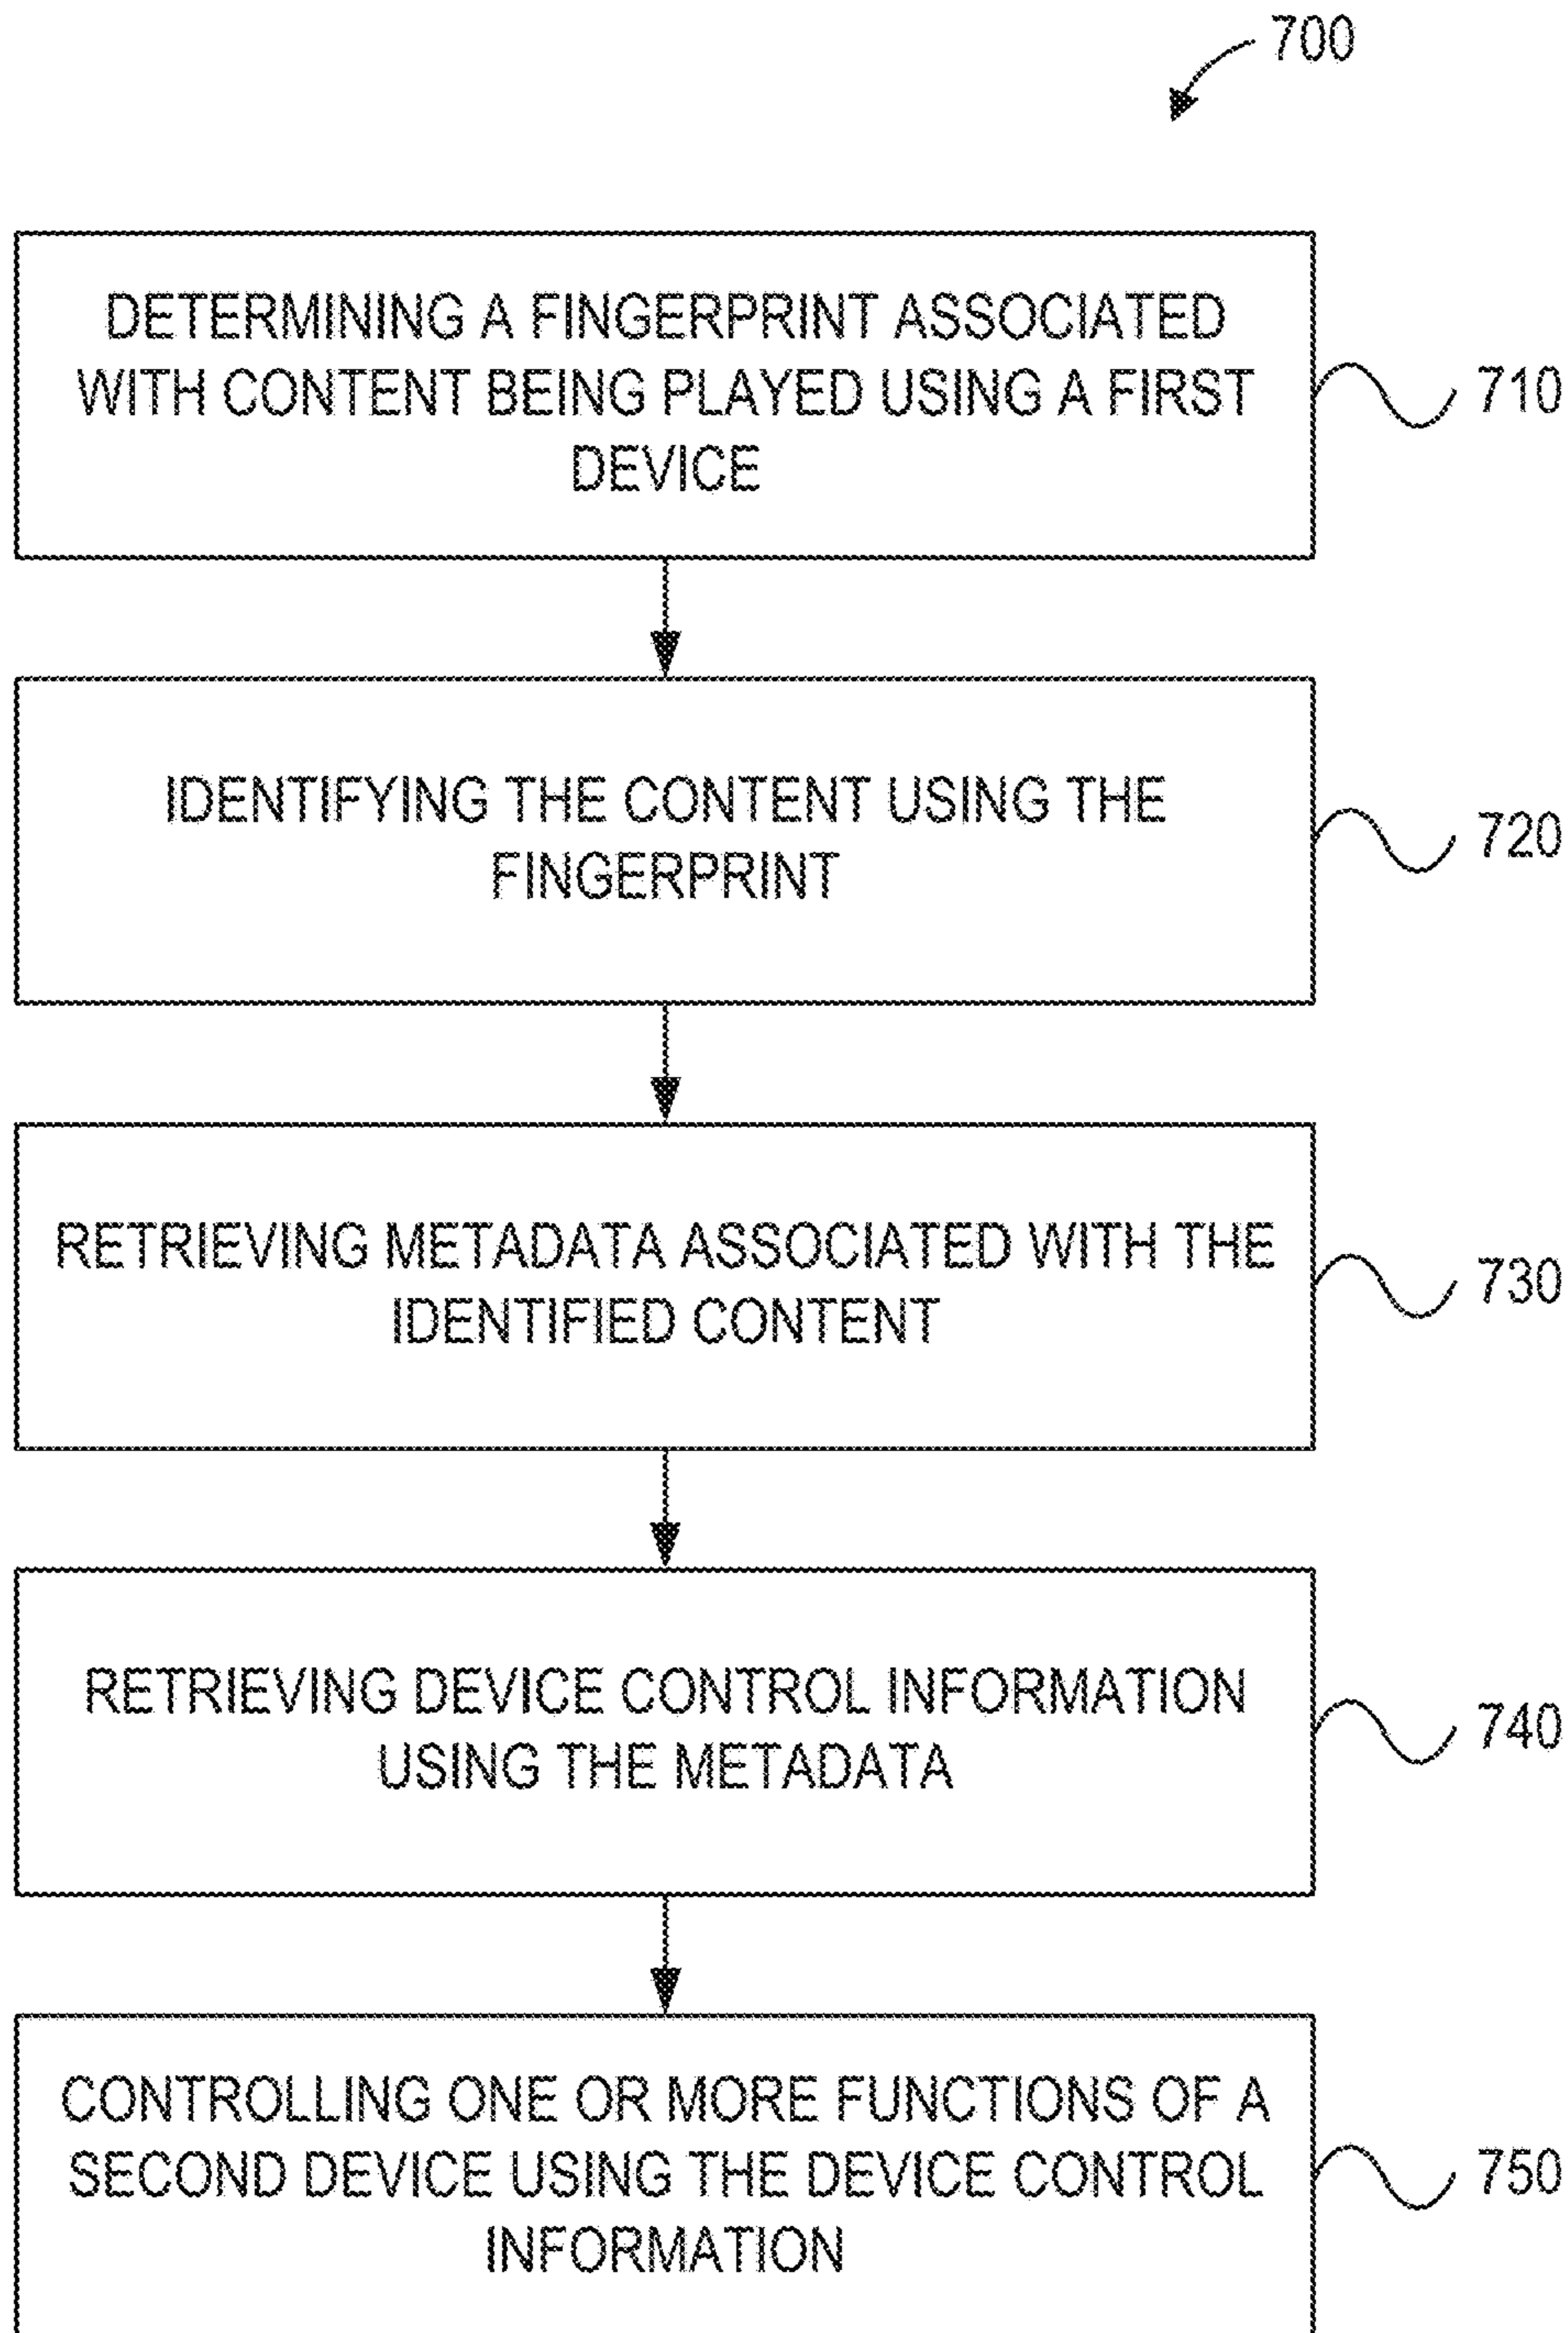 700
DETERMINING A FINGERPRINT ASSOCIATED
WITH CONTENT BEING PLAYED USING A FIRST
DEVICE
710
IDENTIFYING THE CONTENT USING THE
FINGERPRINT
720
RETRIEVING METADATA ASSOCIATED WITH THE
IDENTIFIED CONTENT
730
RETRIEVING DEVICE CONTROL INFORMATION
USING THE METADATA
740
CONTROLLING ONE OR MORE FUNCTIONS OF A
SECOND DEVICE USING THE DEVICE CONTROL
INFORMATION
750